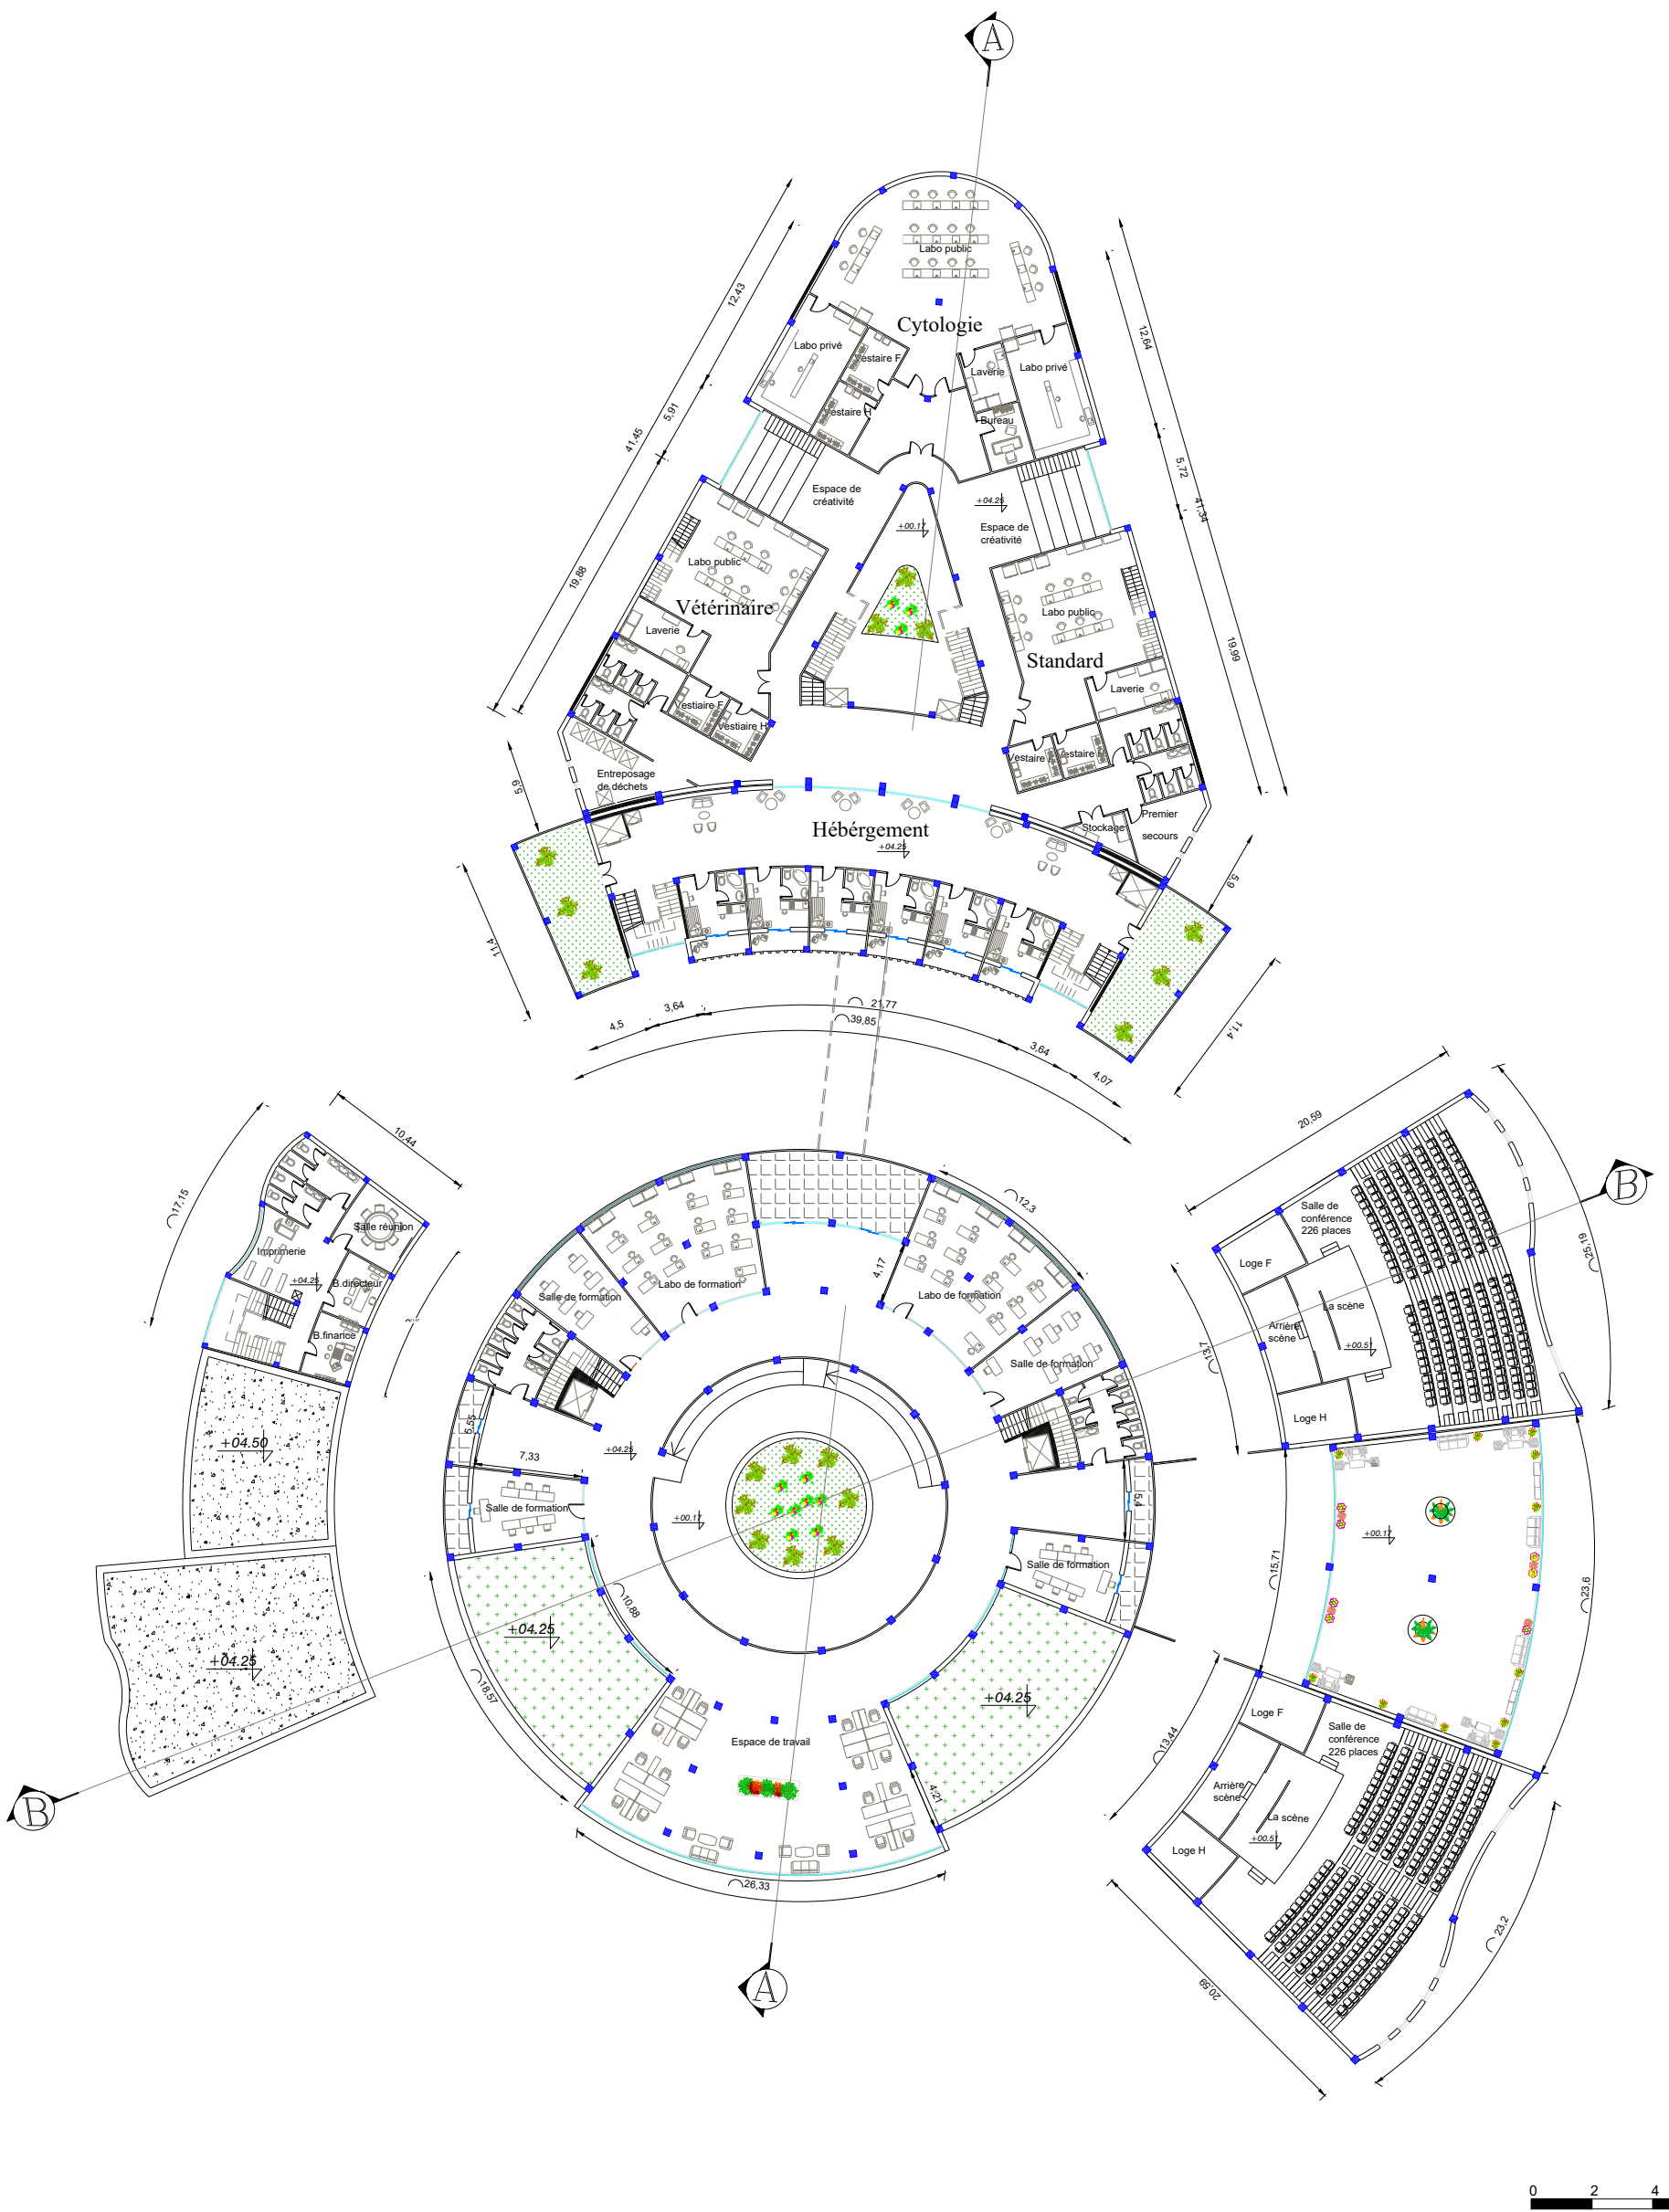 A
Labo public
12,43
12,64
Cytologie
Labo privé
estaire F
Laverie
Labo privé
estaire H
Bureau
5,91
41,45
5,72
41,34
Espace de
créativité
+04.25
+00.17
Espace de
créativité
Labo public
19,88
Vétérinaire
Labo public
Laverie
19,99
Standard
Laverie
Vestiaire F
Vestiaire H
Vestaire
estaire
Entreposage
de déchets
5,9
Premier
secours
Stockage
Hébérgement
+04.25
5,9
11,4
11,4
21,77
3,64
4,5
39,85
3,64
4,07
10,44
20,59
B
17,15
12,3
Salle de
conférence
226 places
Salle réunion
Imprimerie
25,19
Loge F
+04.25
B.directeur
4,17
Labo de formation
Labo de formation
Salle de formation
La scène
Arrière
scène
B.finance
+00.51
13,7
Salle de formation
Loge H
5,55
+04.50
7,33
+04.25
5,4
Salle de formation
+00.17
+00.17
Salle de formation
15,71
23,6
10,88
+04.25
+04.25
18,57
+04.25
Loge F
Salle de
conférence
226 places
Espace de travail
13,44
Arrière
scène
4,21
La scène
+00.51
B
Loge H
26,33
23,2
A
20,59
0 2 4